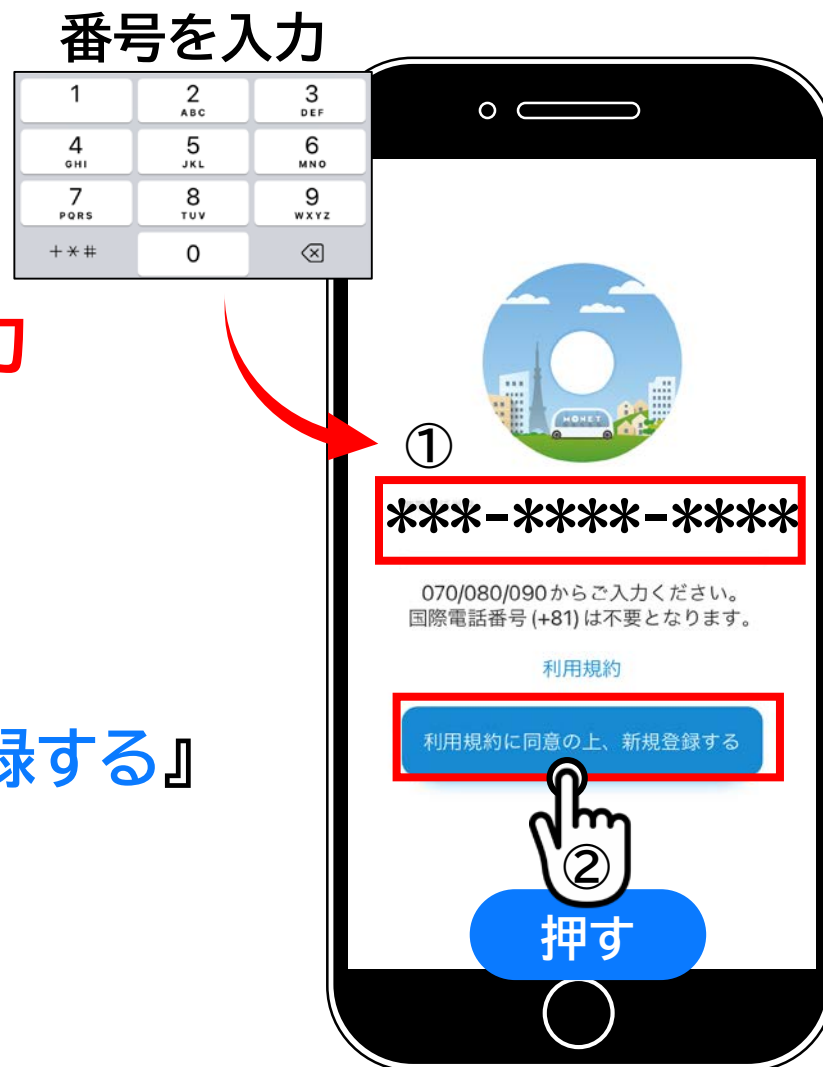 番号を入力
1
2
ABC
3
DEF
4
GHI
5
JKL
6
MNO
7
PQRS
8
TUV
9
WXYZ
+*#
0
力
MONET
①
***-****-****
070/080/090からご入力ください。
国際電話番号(+81)は不要となります。
利用規約
利用規約に同意の上、新規登録する
録する』
②
押す